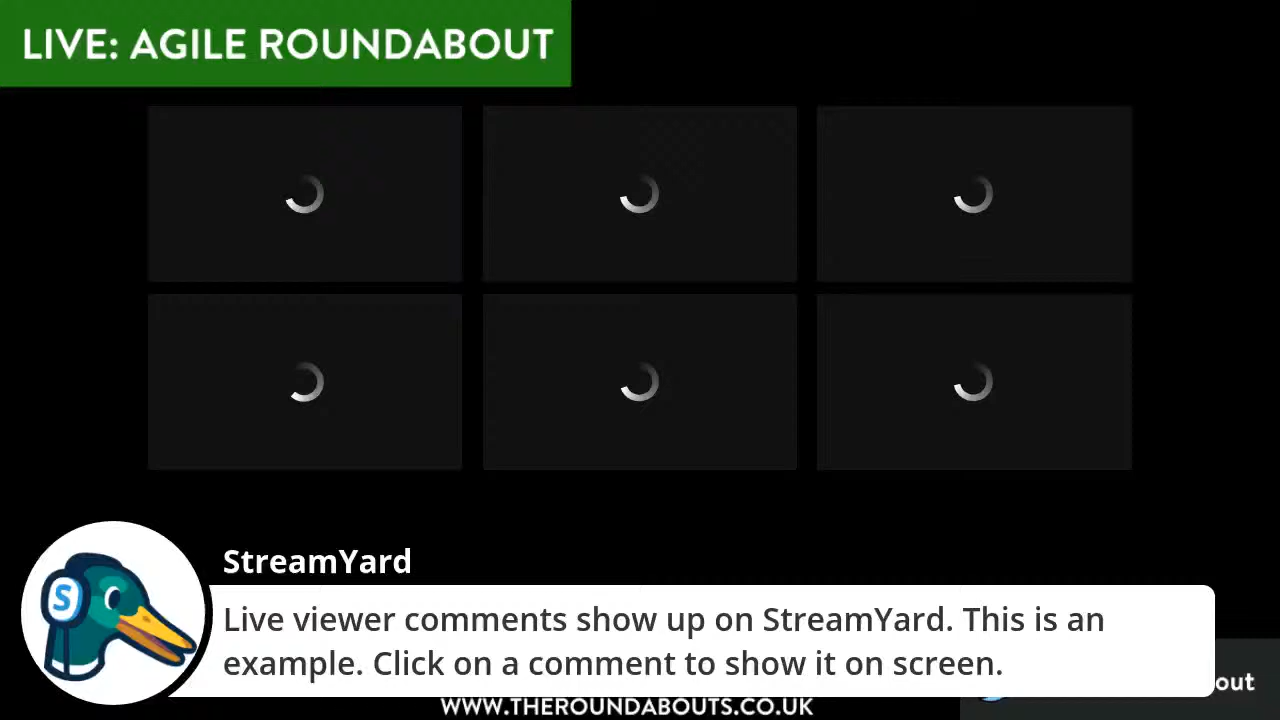 LIVE: AGILE ROUNDABOUT
StreamYard
S
Live viewer comments show up on StreamYard. This is an
example. Click on a comment to show it on screen.
out
WWW.THEROUNDABOUTS.CO.UK